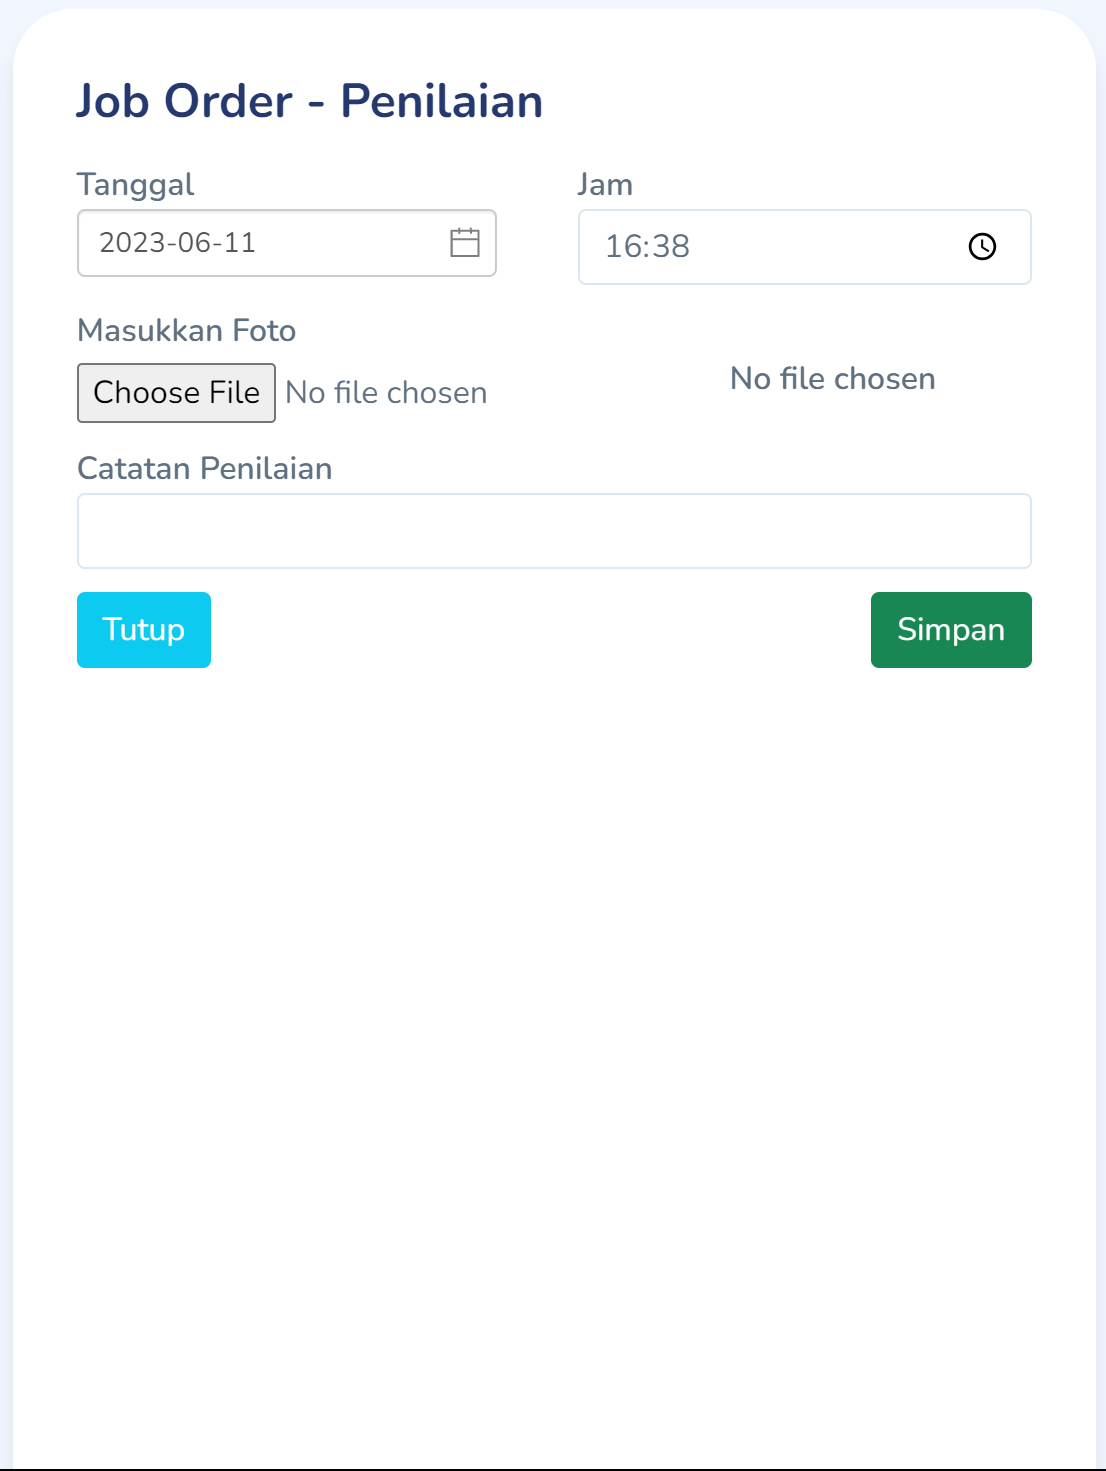 Job Order - Penilaian
Tanggal
Jam
2023-06-11
16:38
Masukkan Foto
Choose File No file chosen
No file chosen
Catatan Penilaian
Tutup
Simpan